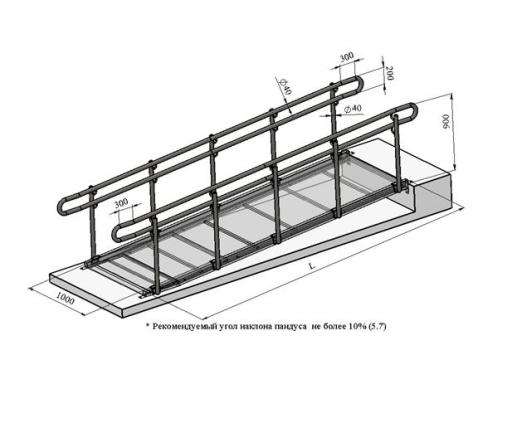 300
200
Ø40
Ø40
900
300
L
1000
* Рекомендуемый угол наклона пандуса не более 10% (5.7)